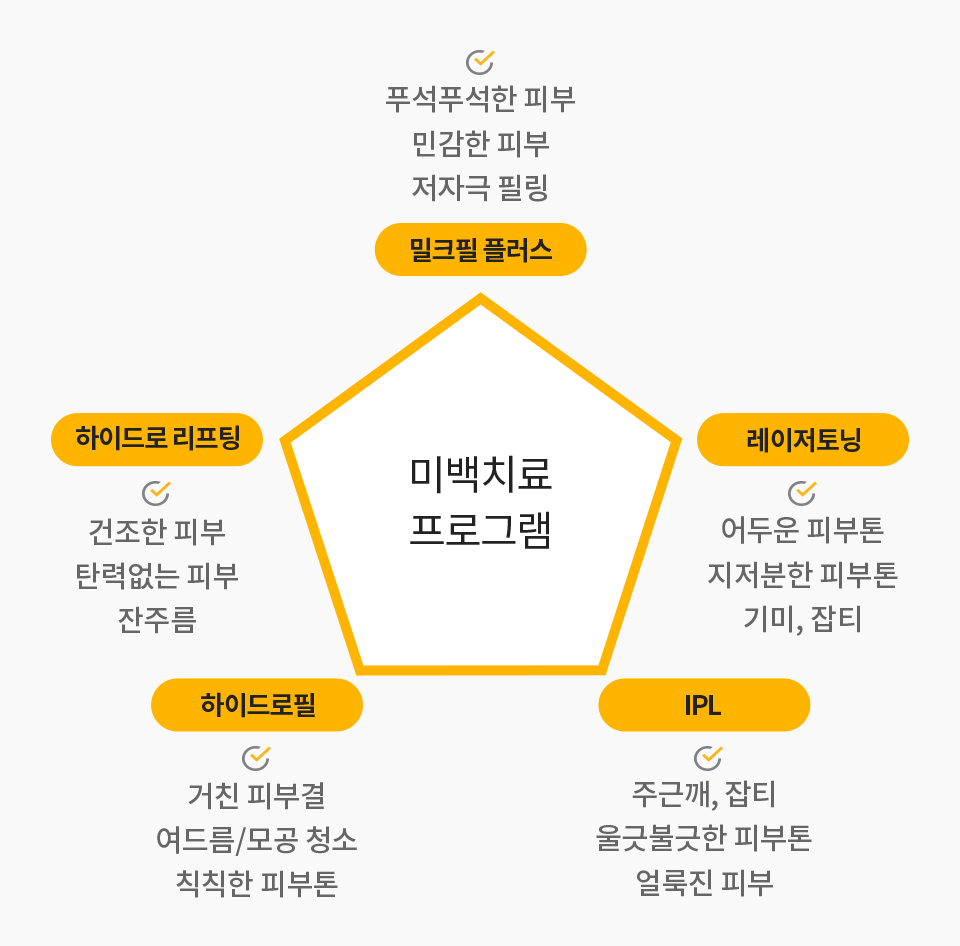 푸석푸석한 피부
민감한 피부
저자극 필링
밀크필 플러스
하이드로 리프팅
건조한 피부
탄력없는 피부
잔주름
미백치료
프로그램
레이저토닝
어두운 피부톤
지저분한 피부톤
기미, 잡티
하이드로필
거친 피부결
여드름/모공 청소
칙칙한 피부톤
IPL
주근깨, 잡티
울긋불긋한 피부톤
얼룩진 피부